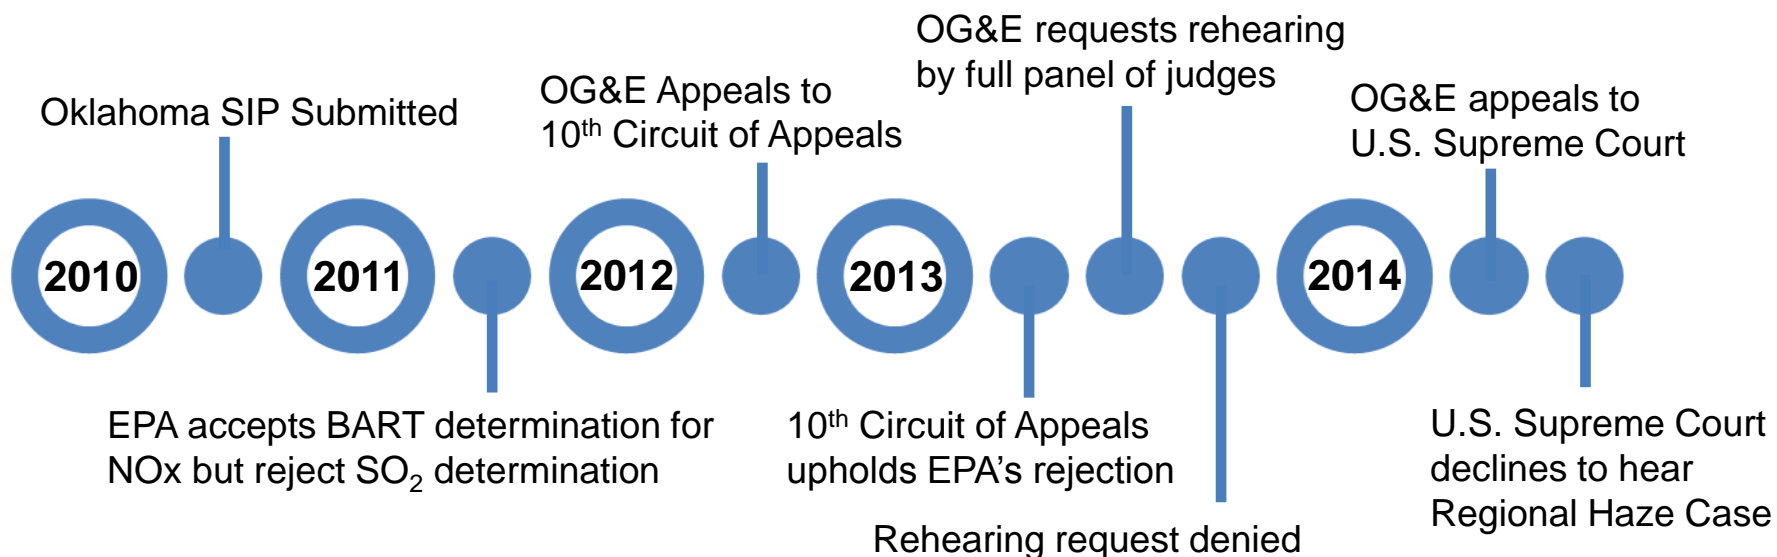 Oklahoma SIP Submitted
OG&E Appeals to
10th Circuit of Appeals
OG&E requests rehearing
by full panel of judges
OG&E appeals to
U.S. Supreme Court
2010
2011
2012
2013
2014
EPA accepts BART determination for
NOx but reject SO2 determination
10th Circuit of Appeals
upholds EPA’s rejection
Rehearing request denied
U.S. Supreme Court
declines to hear
Regional Haze Case